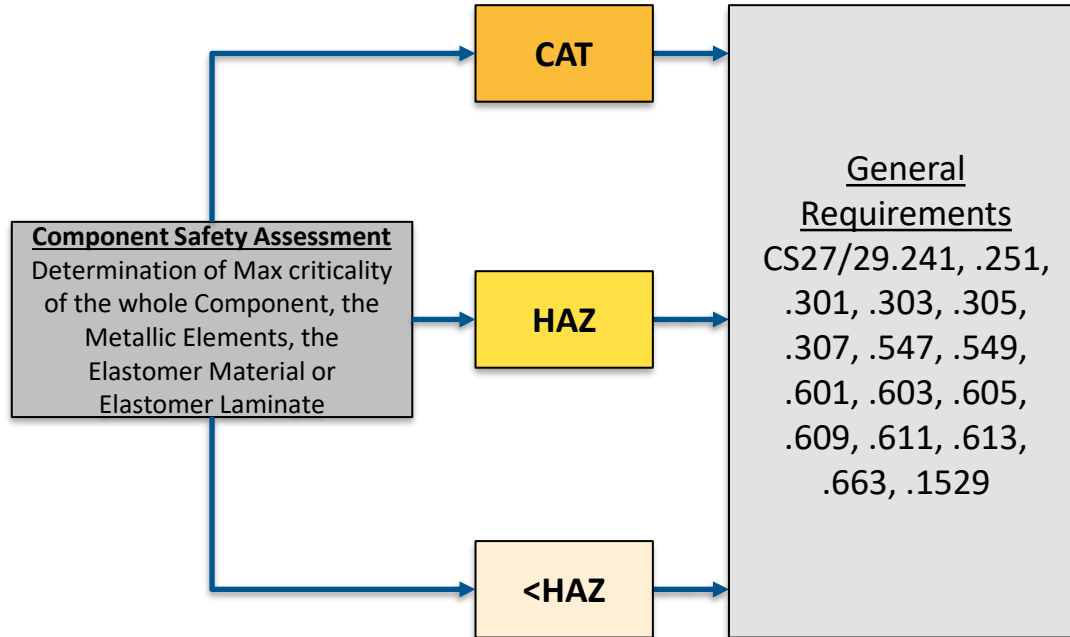 CAT
Component Safety Assessment
Determination of Max criticality
of the whole Component, the
Metallic Elements, the
Elastomer Material or
Elastomer Laminate
HAZ
<HAZ
General
Requirements
CS27/29.241, .251,
.301, .303, .305,
.307, .547, .549,
.601, .603, .605,
.609, .611, .613,
.663, .1529